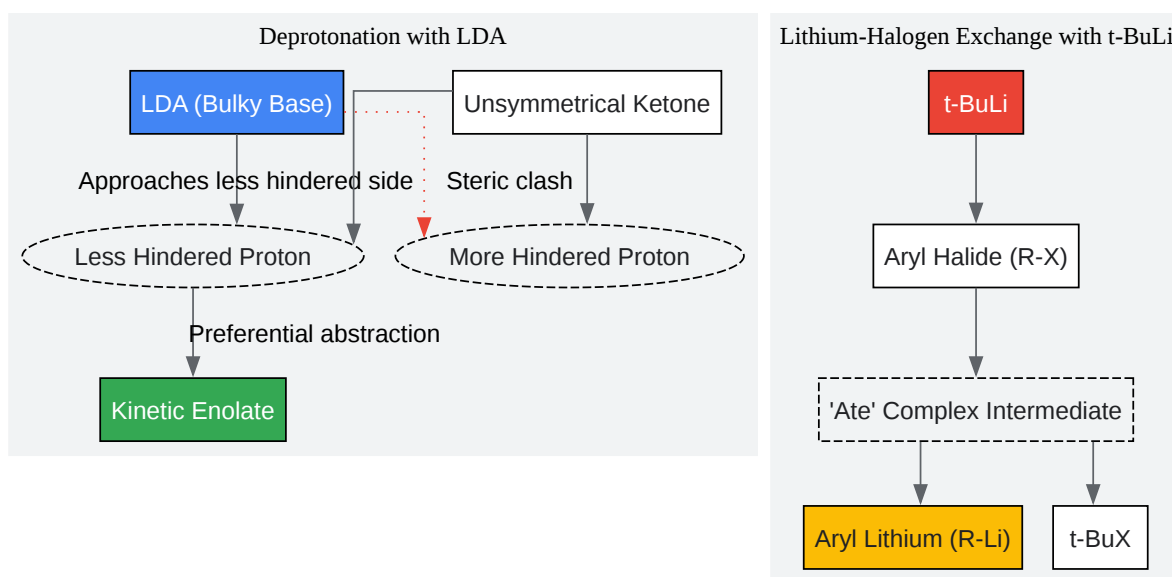 Deprotonation with LDA
LDA (Bulky Base)
Unsymmetrical Ketone
Approaches less hindered side
Steric clash
Less Hindered Proton
More Hindered Proton
Preferential abstraction
Kinetic Enolate
Lithium-Halogen Exchange with t-BuLi
t-BuLi
Aryl Halide (R-X)
'Ate' Complex Intermediate
Aryl Lithium (R-Li)
t-BuX